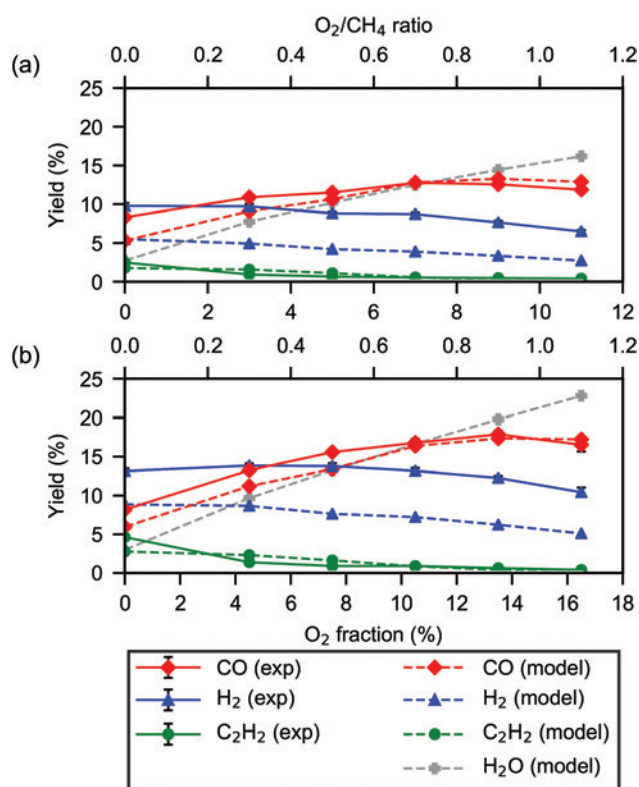 O₂/CH₄ ratio
(a)
0.0 0.2 0.4 0.6 0.8 1.0 1.2
25
20
15
10
5
0
Yield (%)
0 2 4 6 8 10 12
(b)
0.0 0.2 0.4 0.6 0.8 1.0 1.2
25
20
15
10
5
0
Yield (%)
0 2 4 6 8 10 12 14 16 18
O₂ fraction (%)
CO (exp) CO (model)
H₂ (exp) H₂ (model)
C₂H₂ (exp) C₂H₂ (model)
H₂O (model)